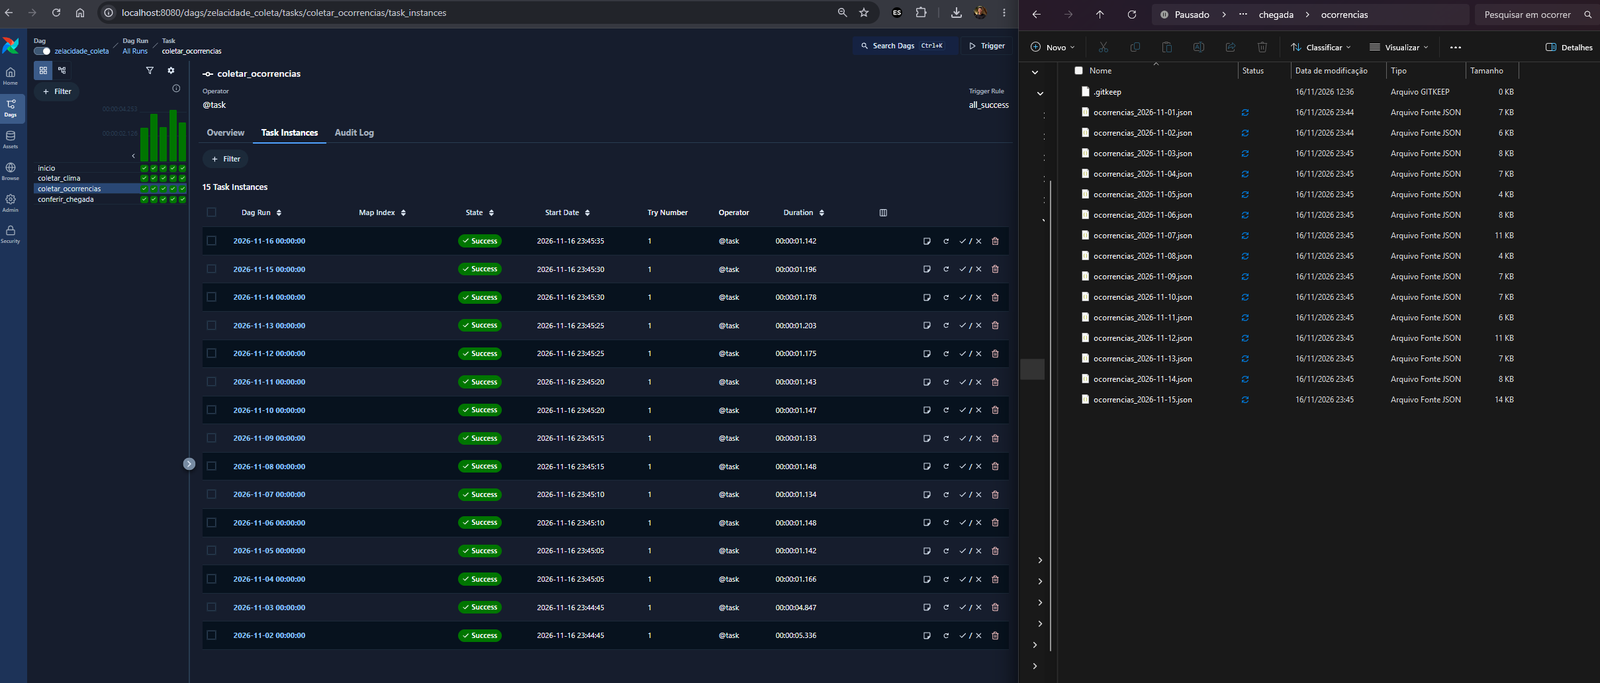 localhost:8080/dags/zelacidade_coleta/tasks/coletar_ocorrencias/task_instances
ES
Dag
zelacidade_coleta
/
Dag Run
All Runs
/
Task
coletar_ocorrencias
Search Dags Ctrl+K
Trigger
Home
Dags
Assets
Browse
Admin
Security
+ Filter
inicio
coletar_clima
coletar_ocorrencias
conferir_chegada
coletar_ocorrencias
Operator
@task
Trigger Rule
all_success
Overview Task Instances Audit Log
+ Filter
15 Task Instances
Dag Run Map Index State Start Date Try Number Operator Duration
2026-11-16 00:00:00 Success 2026-11-16 23:45:35 1 @task 00:00:01.142
2026-11-15 00:00:00 Success 2026-11-16 23:45:30 1 @task 00:00:01.196
2026-11-14 00:00:00 Success 2026-11-16 23:45:30 1 @task 00:00:01.178
2026-11-13 00:00:00 Success 2026-11-16 23:45:25 1 @task 00:00:01.203
2026-11-12 00:00:00 Success 2026-11-16 23:45:25 1 @task 00:00:01.175
2026-11-11 00:00:00 Success 2026-11-16 23:45:20 1 @task 00:00:01.143
2026-11-10 00:00:00 Success 2026-11-16 23:45:20 1 @task 00:00:01.147
2026-11-09 00:00:00 Success 2026-11-16 23:45:15 1 @task 00:00:01.133
2026-11-08 00:00:00 Success 2026-11-16 23:45:15 1 @task 00:00:01.148
2026-11-07 00:00:00 Success 2026-11-16 23:45:10 1 @task 00:00:01.134
2026-11-06 00:00:00 Success 2026-11-16 23:45:10 1 @task 00:00:01.148
2026-11-05 00:00:00 Success 2026-11-16 23:45:05 1 @task 00:00:01.142
2026-11-04 00:00:00 Success 2026-11-16 23:45:05 1 @task 00:00:01.166
2026-11-03 00:00:00 Success 2026-11-16 23:44:45 1 @task 00:00:04.847
2026-11-02 00:00:00 Success 2026-11-16 23:44:45 1 @task 00:00:05.336
Pausado > ... chegada > ocorrencias
Pesquisar em ocorrer
Novo
Classificar
Visualizar
...
Detalhes
Nome Status Data de modificação Tipo Tamanho
.gitkeep 16/11/2026 12:36 Arquivo GITKEEP 0 KB
ocorrencias_2026-11-01.json 16/11/2026 23:44 Arquivo Fonte JSON 7 KB
ocorrencias_2026-11-02.json 16/11/2026 23:44 Arquivo Fonte JSON 6 KB
ocorrencias_2026-11-03.json 16/11/2026 23:45 Arquivo Fonte JSON 8 KB
ocorrencias_2026-11-04.json 16/11/2026 23:45 Arquivo Fonte JSON 7 KB
ocorrencias_2026-11-05.json 16/11/2026 23:45 Arquivo Fonte JSON 4 KB
ocorrencias_2026-11-06.json 16/11/2026 23:45 Arquivo Fonte JSON 8 KB
ocorrencias_2026-11-07.json 16/11/2026 23:45 Arquivo Fonte JSON 11 KB
ocorrencias_2026-11-08.json 16/11/2026 23:45 Arquivo Fonte JSON 4 KB
ocorrencias_2026-11-09.json 16/11/2026 23:45 Arquivo Fonte JSON 7 KB
ocorrencias_2026-11-10.json 16/11/2026 23:45 Arquivo Fonte JSON 7 KB
ocorrencias_2026-11-11.json 16/11/2026 23:45 Arquivo Fonte JSON 6 KB
ocorrencias_2026-11-12.json 16/11/2026 23:45 Arquivo Fonte JSON 11 KB
ocorrencias_2026-11-13.json 16/11/2026 23:45 Arquivo Fonte JSON 7 KB
ocorrencias_2026-11-14.json 16/11/2026 23:45 Arquivo Fonte JSON 8 KB
ocorrencias_2026-11-15.json 16/11/2026 23:45 Arquivo Fonte JSON 14 KB